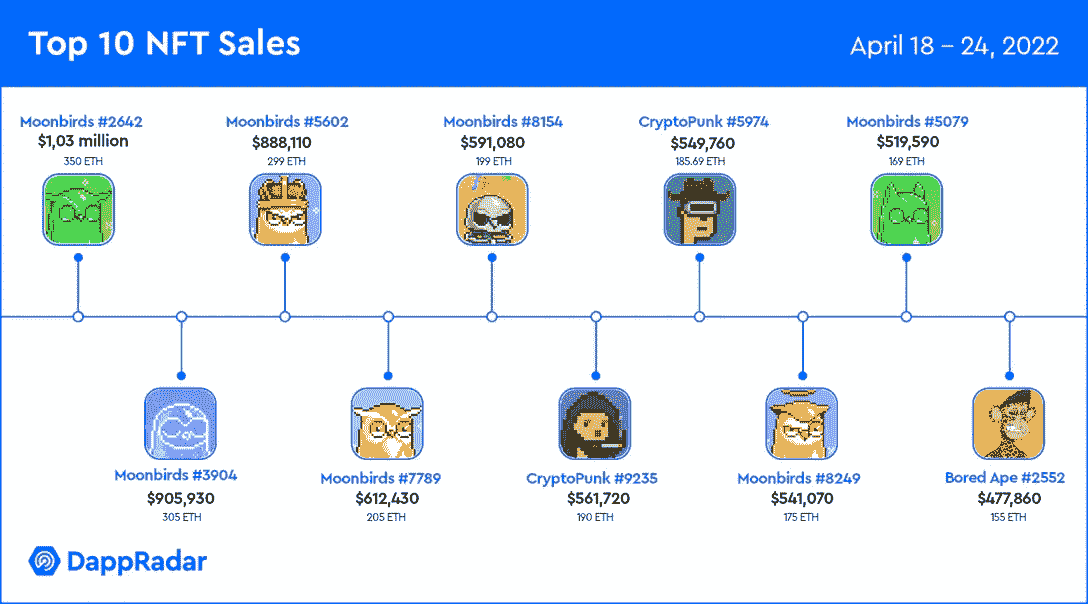 Top 10 NFT Sales
April 18 – 24, 2022
Moonbirds #2642
$1,03 million
350 ETH
Moonbirds #5602
$888,110
299 ETH
Moonbirds #8154
$591,080
199 ETH
CryptoPunk #5974
$549,760
185.69 ETH
Moonbirds #5079
$519,590
169 ETH
Moonbirds #3904
$905,930
305 ETH
Moonbirds #7789
$612,430
205 ETH
CryptoPunk #9235
$561,720
190 ETH
Moonbirds #8249
$541,070
175 ETH
Bored Ape #2552
$477,860
155 ETH
DappRadar